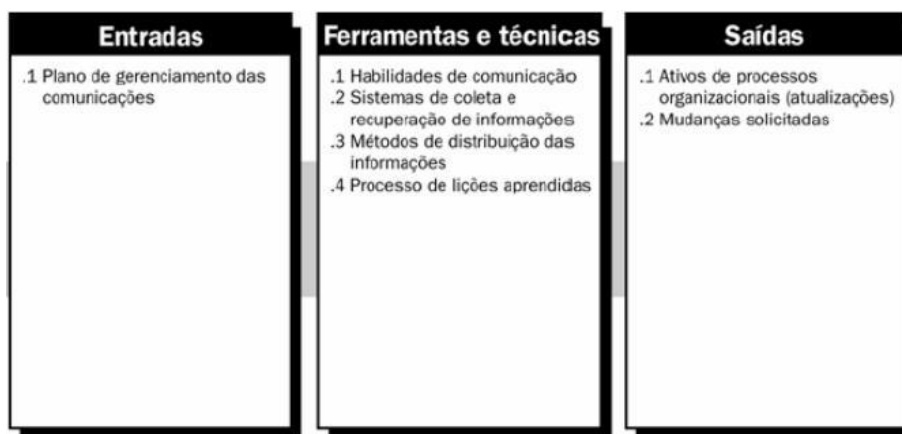 Entradas
.1 Plano de gerenciamento das
comunicações
Ferramentas e técnicas
.1 Habilidades de comunicação
.2 Sistemas de coleta e
recuperação de informações
.3 Métodos de distribuição das
informações
.4 Processo de lições aprendidas
Saídas
.1 Ativos de processos
organizacionais (atualizações)
.2 Mudanças solicitadas